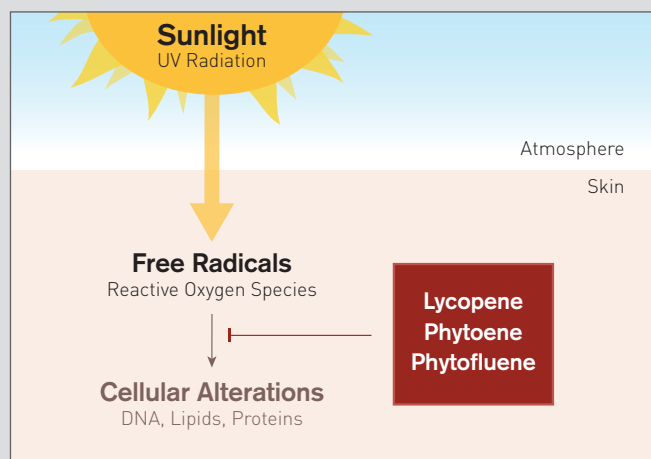 Sunlight
UV Radiation
Atmosphere
Skin
Free Radicals
Reactive Oxygen Species
Lycopene
Phytoene
Phytofluene
Cellular Alterations
DNA, Lipids, Proteins